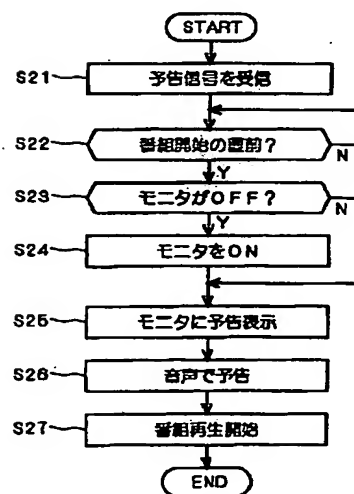 START
S21 予告信号を受信
S22 番組開始の直前?
N
Y
S23 モニタがOFF?
N
Y
S24 モニタをON
S25 モニタに予告表示
S26 音声で予告
S27 番組再生開始
END